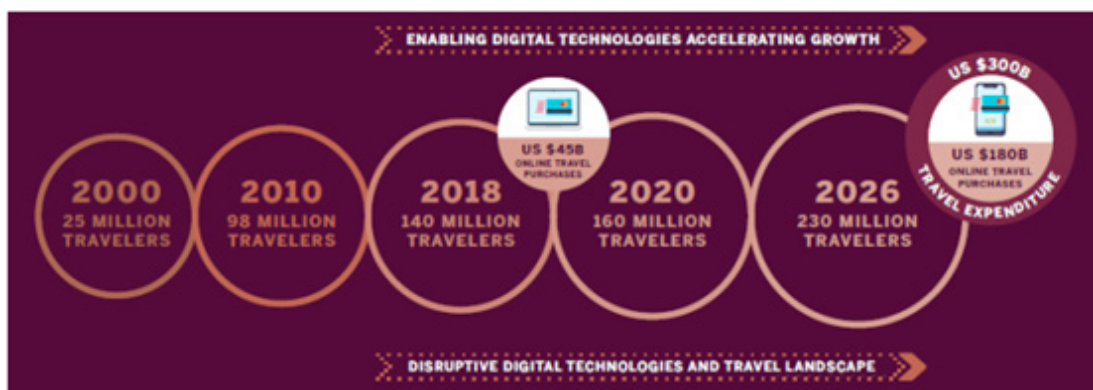 ENABLING DIGITAL TECHNOLOGIES ACCELERATING GROWTH
2000
25 MILLION
TRAVELERS
2010
98 MILLION
TRAVELERS
2018
140 MILLION
TRAVELERS
US $45B
ONLINE TRAVEL
PURCHASES
2020
160 MILLION
TRAVELERS
2026
230 MILLION
TRAVELERS
US $300B
US $180B
ONLINE TRAVEL
PURCHASES
TRAVEL EXPENDITURE
DISRUPTIVE DIGITAL TECHNOLOGIES AND TRAVEL LANDSCAPE